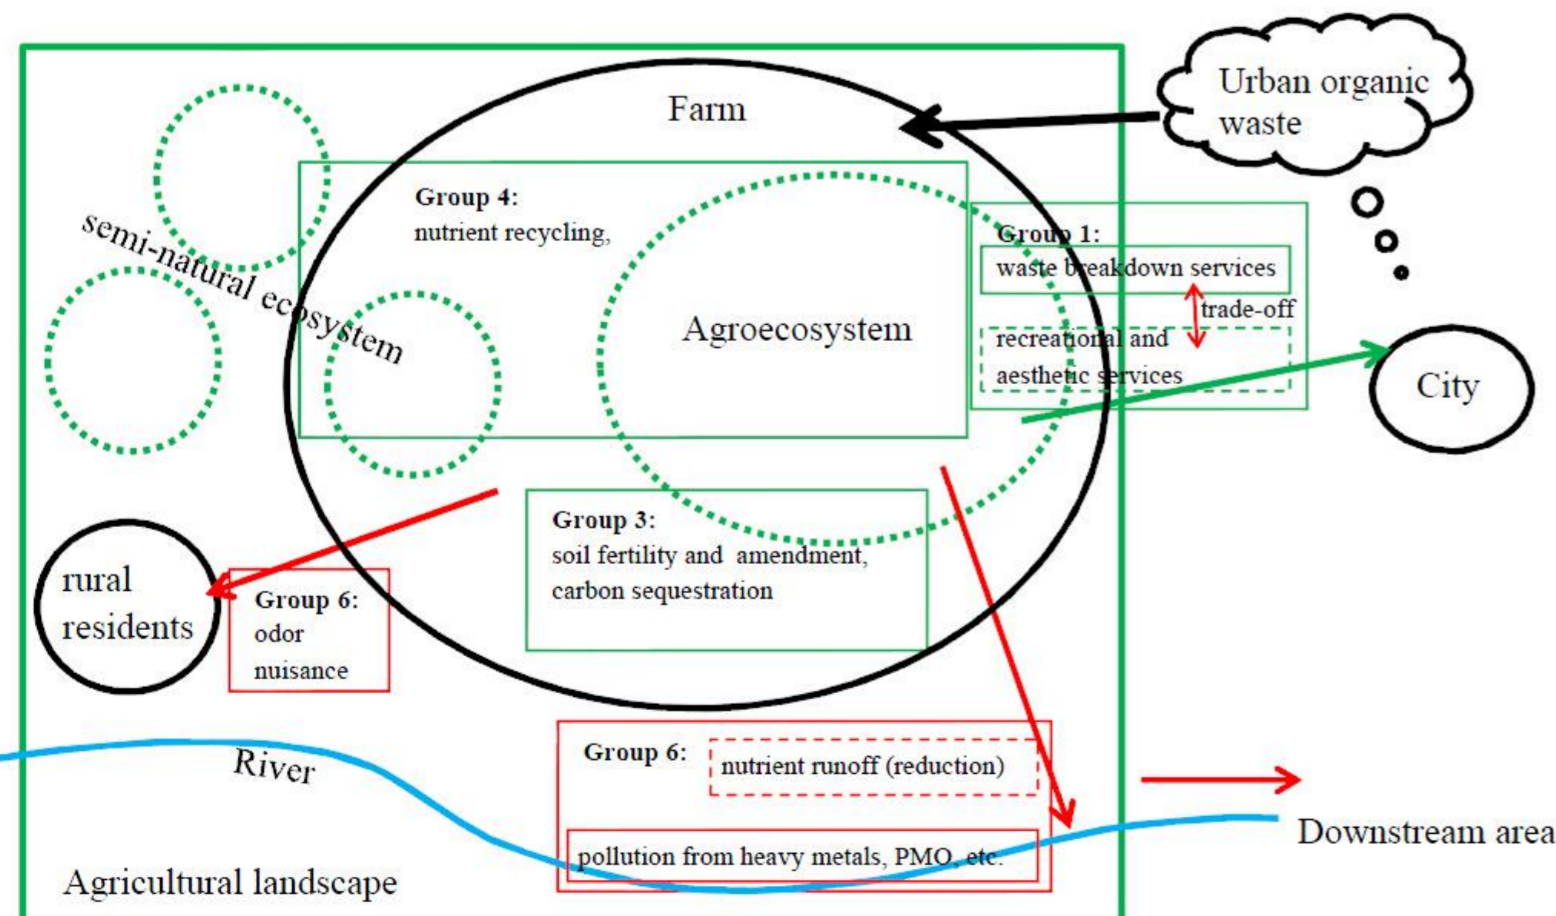 Urban organic
waste
Farm
Group 4:
nutrient recycling,
semi-natural ecosystem
Group 1:
waste breakdown services
trade-off
recreational and
aesthetic services
Agroecosystem
City
Group 3:
soil fertility and amendment,
carbon sequestration
rural
residents
Group 6:
odor
nuisance
River
Group 6:
nutrient runoff (reduction)
pollution from heavy metals, PMO, etc.
Downstream area
Agricultural landscape